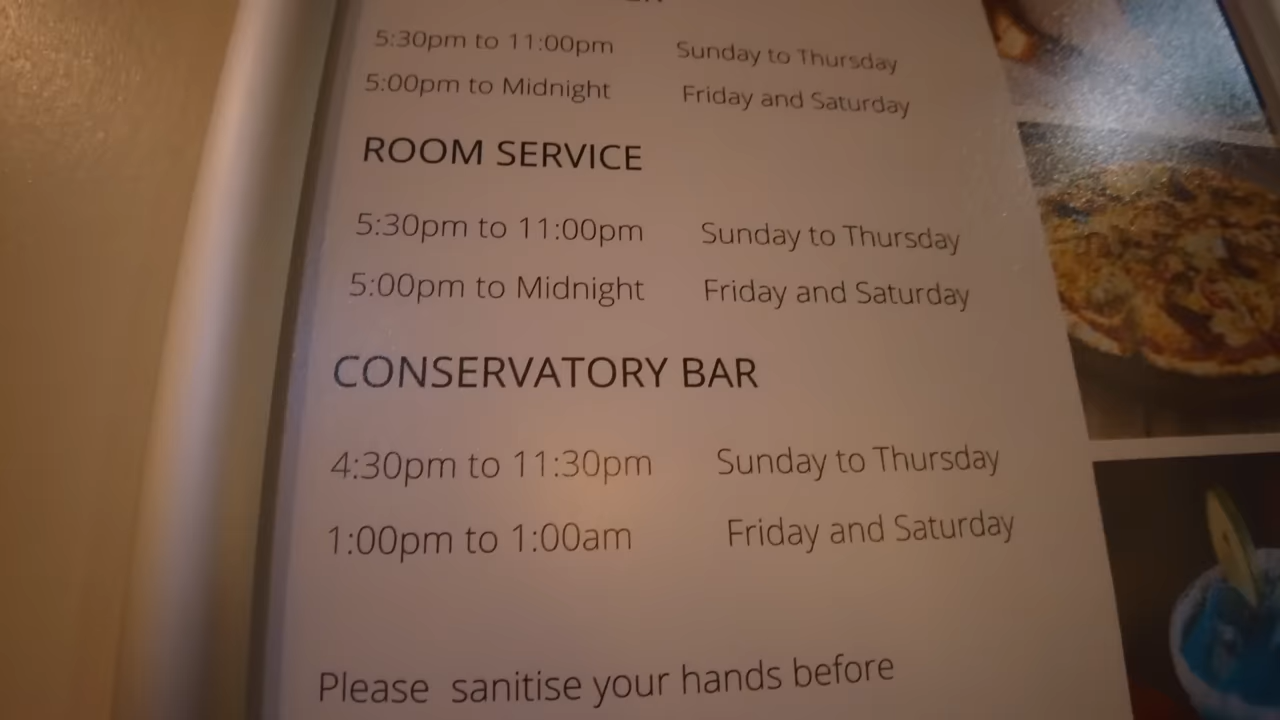 5:30pm to 11:00pm Sunday to Thursday
5:00pm to Midnight Friday and Saturday
ROOM SERVICE
5:30pm to 11:00pm Sunday to Thursday
5:00pm to Midnight Friday and Saturday
CONSERVATORY BAR
4:30pm to 11:30pm Sunday to Thursday
1:00pm to 1:00am Friday and Saturday
Please sanitise your hands before